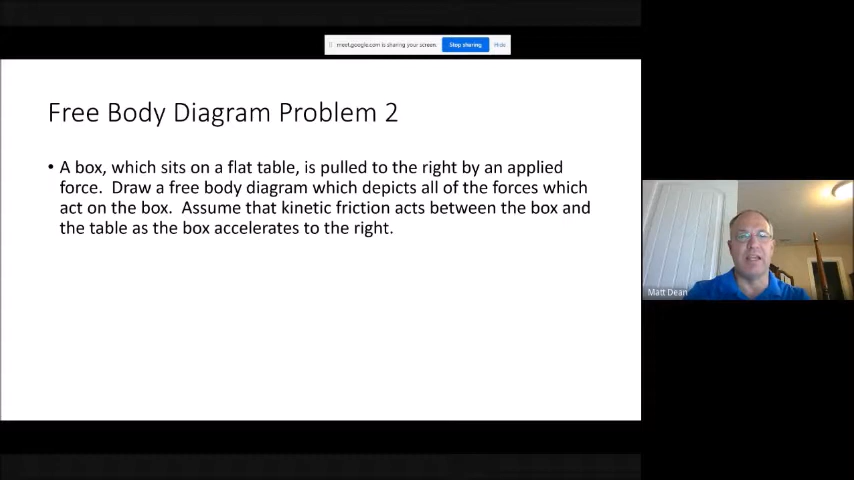 meet.google.com is sharing your screen. Stop sharing Hide
Free Body Diagram Problem 2
• A box, which sits on a flat table, is pulled to the right by an applied
force. Draw a free body diagram which depicts all of the forces which
act on the box. Assume that kinetic friction acts between the box and
the table as the box accelerates to the right.
Matt Dean